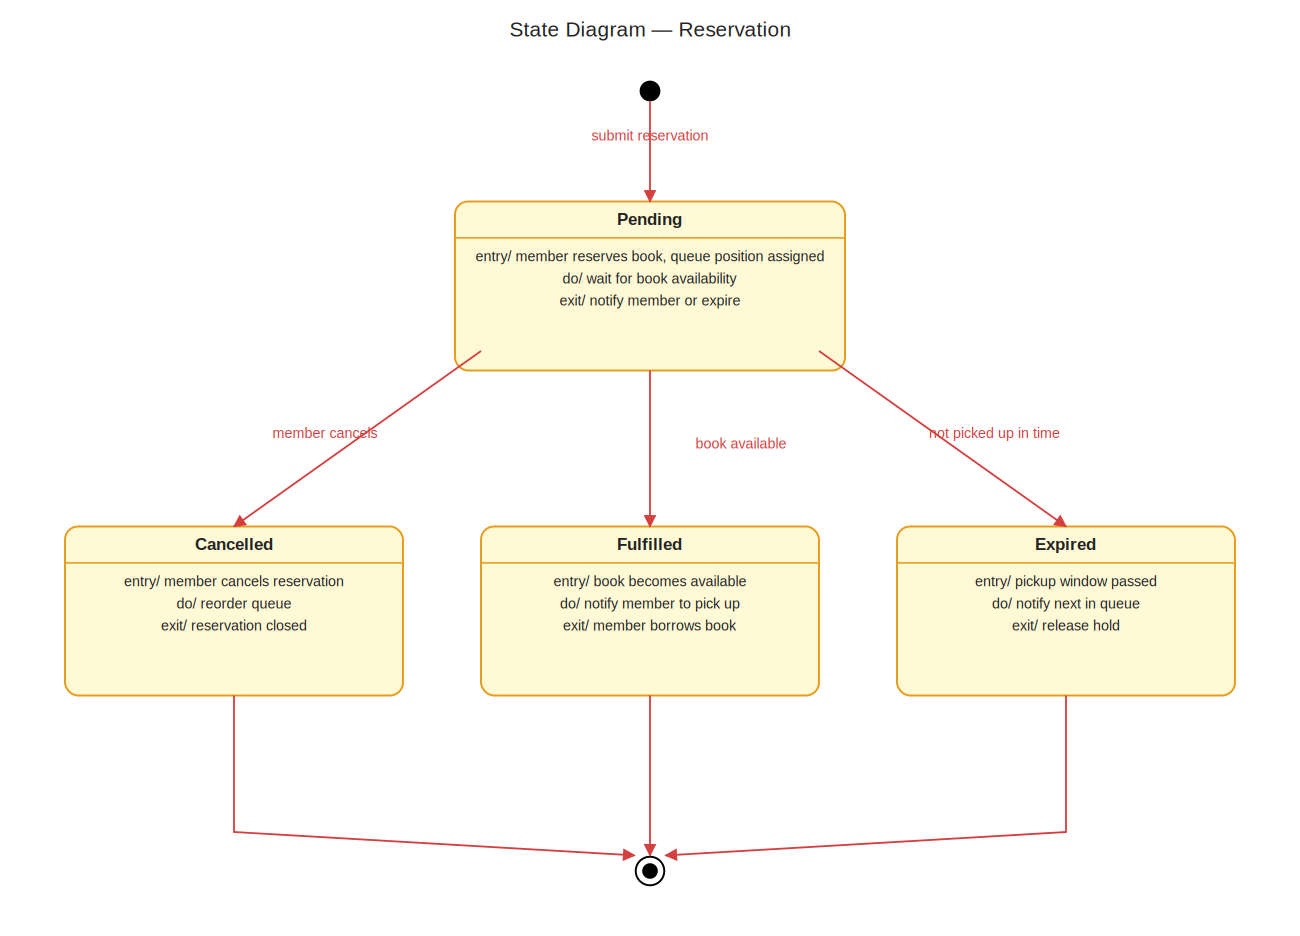 State Diagram — Reservation
submit reservation
Pending
entry/ member reserves book, queue position assigned
do/ wait for book availability
exit/ notify member or expire
member cancels
book available
not picked up in time
Cancelled
entry/ member cancels reservation
do/ reorder queue
exit/ reservation closed
Fulfilled
entry/ book becomes available
do/ notify member to pick up
exit/ member borrows book
Expired
entry/ pickup window passed
do/ notify next in queue
exit/ release hold